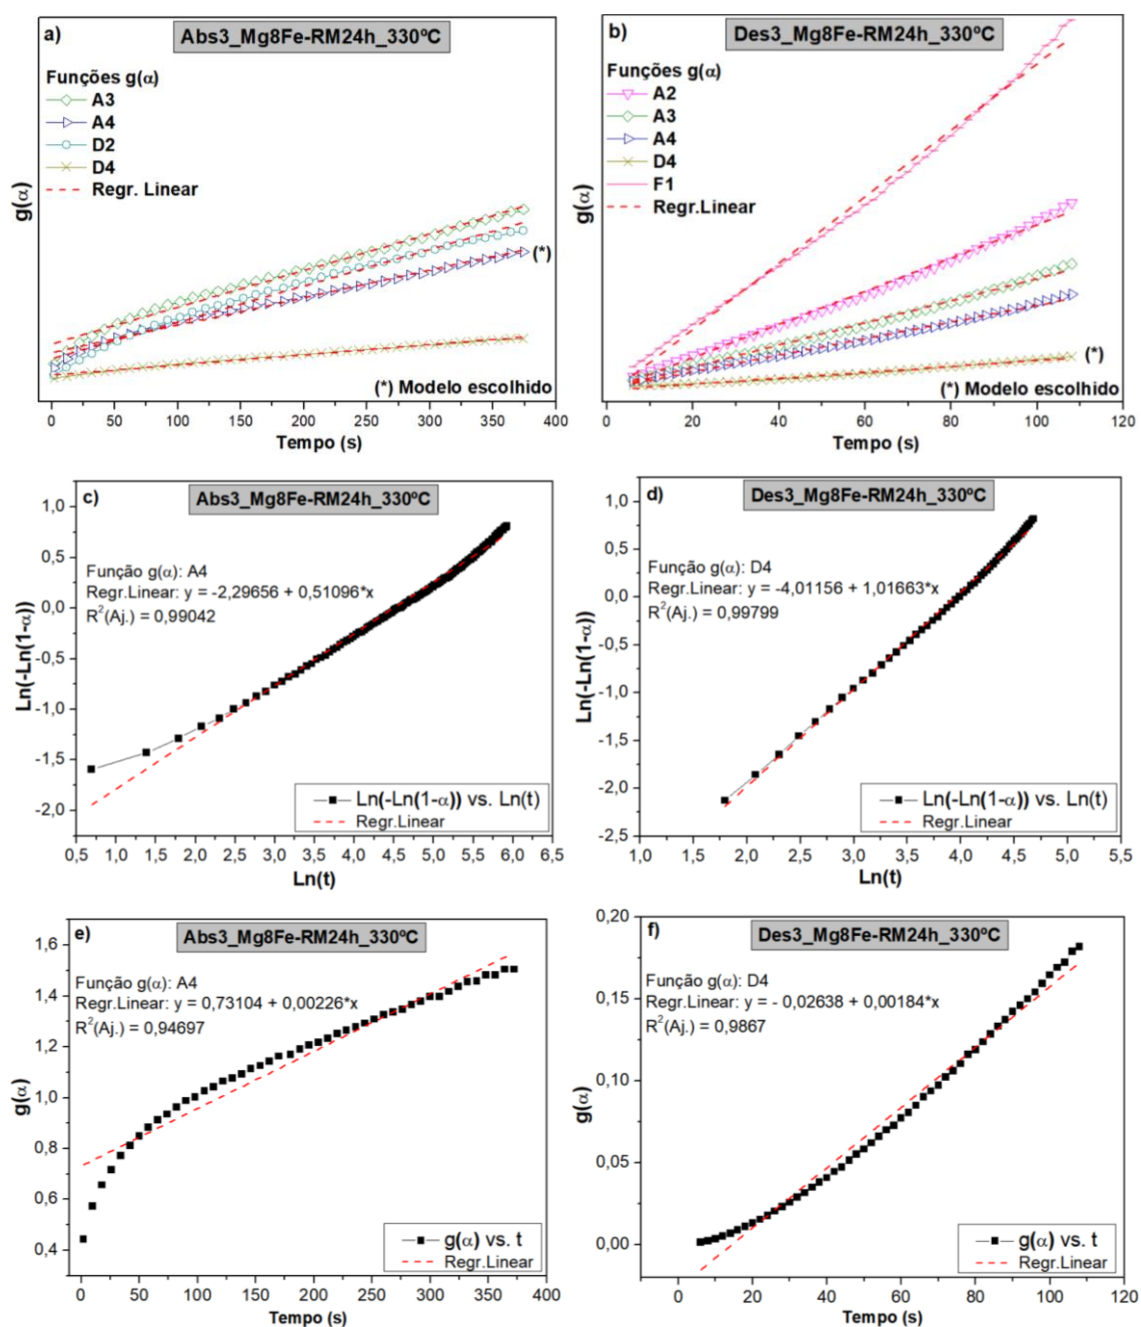 a)
Abs3_Mg8Fe-RM24h_330ºC
Funções g(α)
A3
A4
D2
D4
Regr. Linear
(*)
(*) Modelo escolhido
g(α)
0 50 100 150 200 250 300 350 400
Tempo (s)
b)
Des3_Mg8Fe-RM24h_330ºC
Funções g(α)
A2
A3
A4
D4
F1
Regr.Linear
(*)
(*) Modelo escolhido
g(α)
0 20 40 60 80 100 120
Tempo (s)
c)
Abs3_Mg8Fe-RM24h_330ºC
1,0
0,5
0,0
-0,5
-1,0
-1,5
-2,0
Ln(-Ln(1-α))
Função g(α): A4
Regr.Linear: y = -2,29656 + 0,51096*x
R²(Aj.) = 0,99042
Ln(-Ln(1-α)) vs. Ln(t)
Regr.Linear
0,5 1,0 1,5 2,0 2,5 3,0 3,5 4,0 4,5 5,0 5,5 6,0 6,5
Ln(t)
d)
Des3_Mg8Fe-RM24h_330ºC
1,0
0,5
0,0
-0,5
-1,0
-1,5
-2,0
-2,5
Ln(-Ln(1-α))
Função g(α): D4
Regr.Linear: y = -4,01156 + 1,01663*x
R²(Aj.) = 0,99799
Ln(-Ln(1-α)) vs. Ln(t)
Regr.Linear
1,0 1,5 2,0 2,5 3,0 3,5 4,0 4,5 5,0 5,5
Ln(t)
e)
Abs3_Mg8Fe-RM24h_330ºC
1,6
1,4
1,2
1,0
0,8
0,6
0,4
g(α)
Função g(α): A4
Regr.Linear: y = 0,73104 + 0,00226*x
R²(Aj.) = 0,94697
g(α) vs. t
Regr.Linear
0 50 100 150 200 250 300 350 400
Tempo (s)
f)
Des3_Mg8Fe-RM24h_330ºC
0,20
0,15
0,10
0,05
0,00
g(α)
Função g(α): D4
Regr.Linear: y = - 0,02638 + 0,00184*x
R²(Aj.) = 0,9867
g(α) vs. t
Regr.Linear
0 20 40 60 80 100 120
Tempo (s)